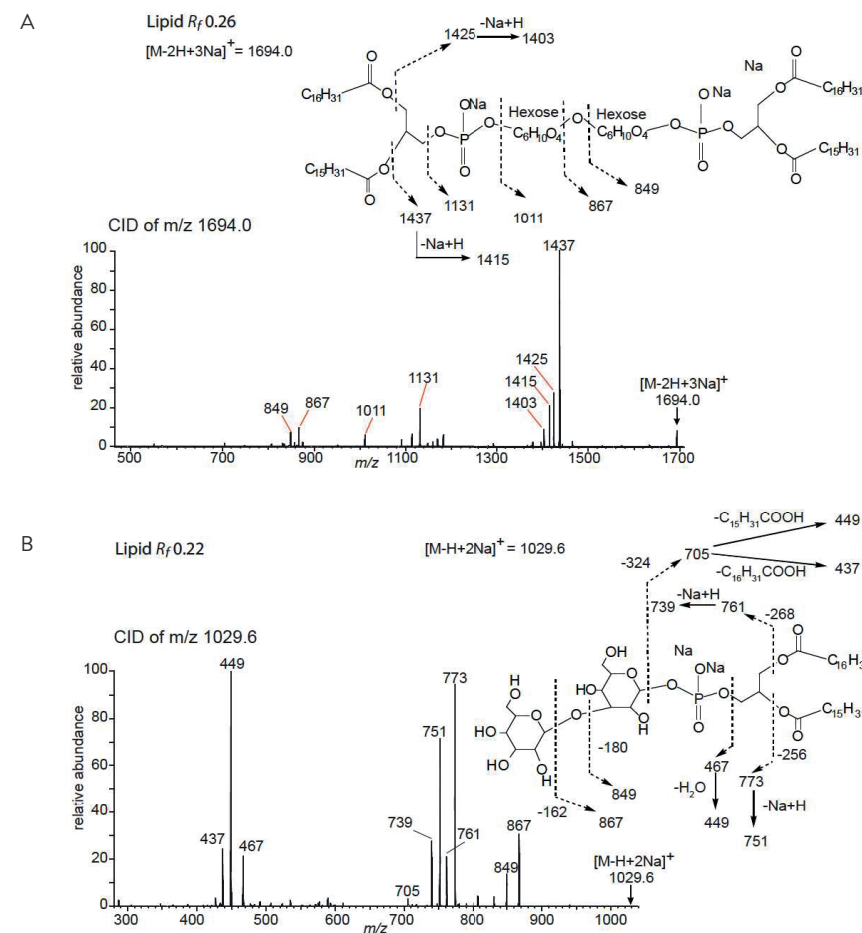 A
Lipid Rf 0.26
[M-2H+3Na]+ = 1694.0
1425
-Na+H
1403
C16H31
O
O
ONa
O
P
O
O
Hexose
C6H10O4
O
Hexose
C6H10O4
O
Na
ONa
P
O
O
O
O
C16H31
O
C15H31
O
C15H31
O
O
1437
1131
1011
867
849
-Na+H
1415
CID of m/z 1694.0
relative abundance
100
80
60
40
20
0
849
867
1011
1131
1403
1415
1425
1437
[M-2H+3Na]+
1694.0
500
700
900
1100
1300
1500
1700
m/z
B
Lipid Rf 0.22
[M-H+2Na]+ = 1029.6
-C15H31COOH
449
705
-C16H31COOH
437
-324
-Na+H
739
761
-268
CID of m/z 1029.6
relative abundance
100
80
60
40
20
0
437
449
467
705
739
751
761
773
849
867
[M-H+2Na]+
1029.6
OH
O
HO
OH
O
H
O
O
HO
HO
O
H
O
Na
ONa
P
O
O
O
O
C16H3
O
O
C15H3
-180
849
-162
867
467
-H2O
449
-256
773
-Na+H
751
300
400
500
600
700
800
900
1000
m/z